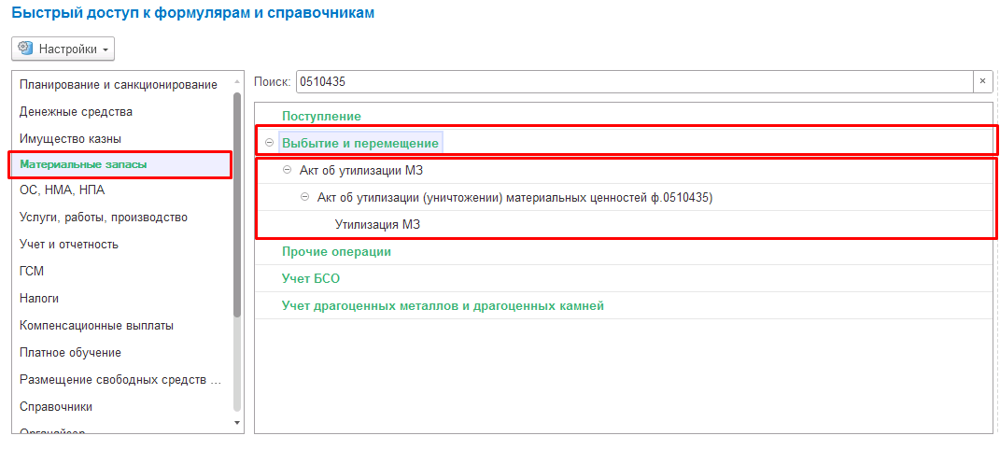 Быстрый доступ к формулярам и справочникам
Настройки
Планирование и санкционирование
Денежные средства
Имущество казны
Материальные запасы
ОС, НМА, НПА
Услуги, работы, производство
Учет и отчетность
ГСМ
Налоги
Компенсационные выплаты
Платное обучение
Размещение свободных средств ...
Справочники
Органайзер
Поиск: 0510435 ×
Поступление
Выбытие и перемещение
Акт об утилизации МЗ
Акт об утилизации (уничтожении) материальных ценностей ф.0510435)
Утилизация МЗ
Прочие операции
Учет БСО
Учет драгоценных металлов и драгоценных камней